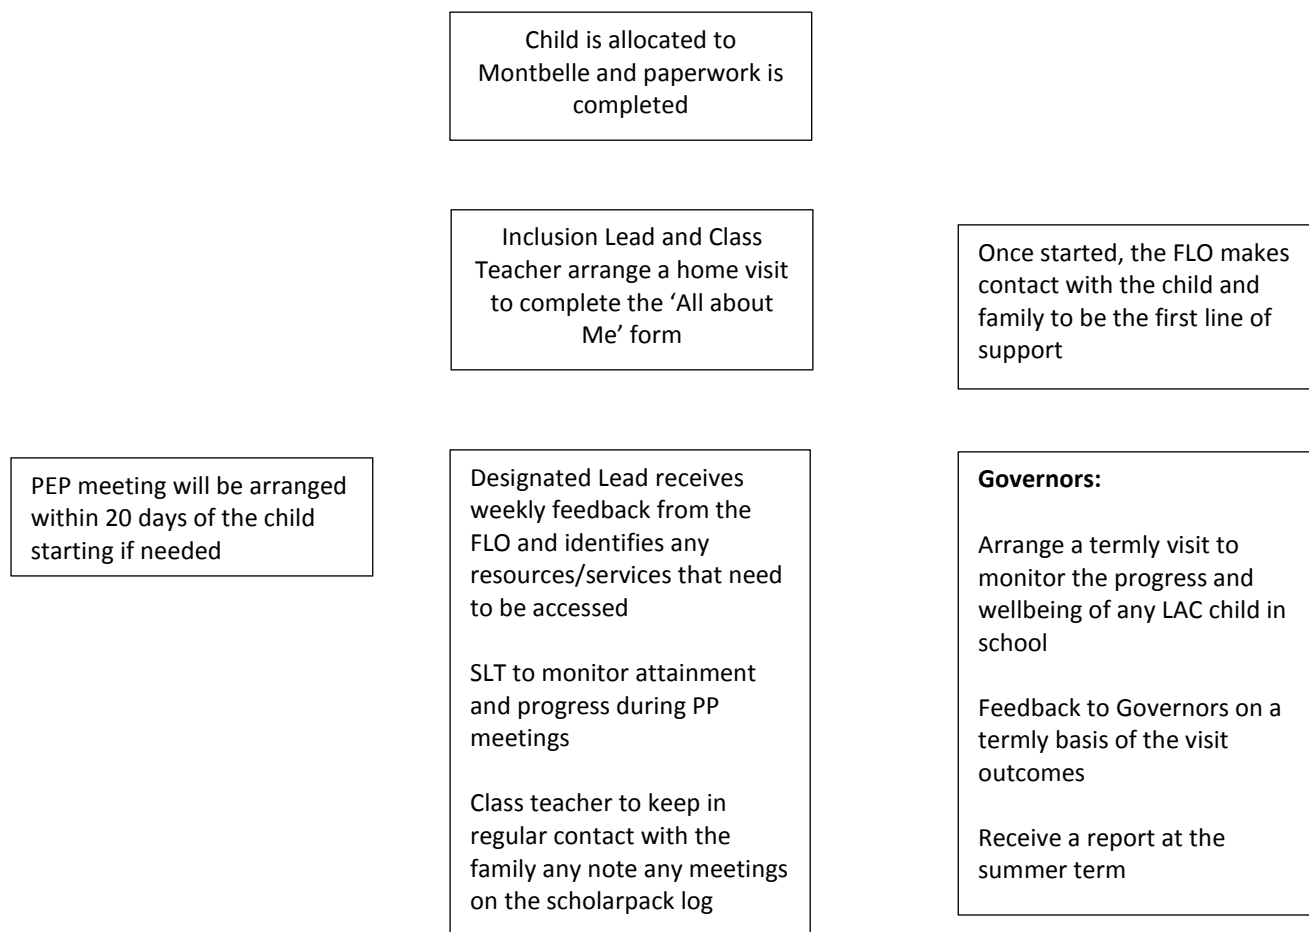 Child is allocated to
Montbelle and paperwork is
completed
Inclusion Lead and Class
Teacher arrange a home visit
to complete the ‘All about
Me’ form
Once started, the FLO makes
contact with the child and
family to be the first line of
support
PEP meeting will be arranged
within 20 days of the child
starting if needed
Designated Lead receives
weekly feedback from the
FLO and identifies any
resources/services that need
to be accessed
SLT to monitor attainment
and progress during PP
meetings
Class teacher to keep in
regular contact with the
family any note any meetings
on the scholarpack log
Governors:
Arrange a termly visit to
monitor the progress and
wellbeing of any LAC child in
school
Feedback to Governors on a
termly basis of the visit
outcomes
Receive a report at the
summer term